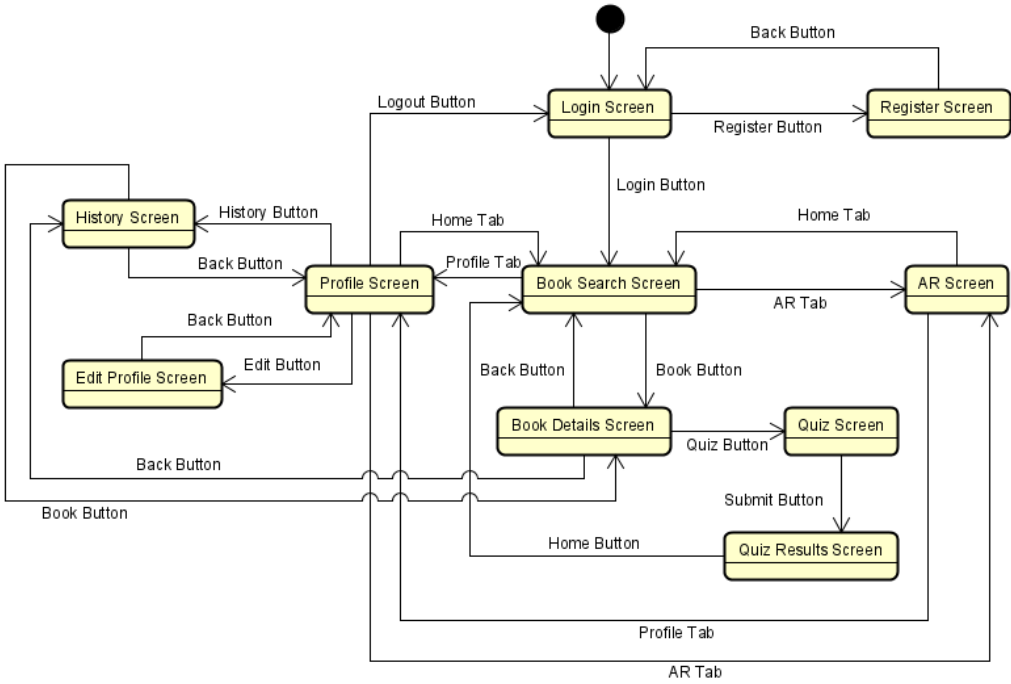 Back Button
Logout Button
Login Screen
Register Screen
Register Button
Login Button
History Screen
History Button
Home Tab
Home Tab
Back Button
Profile Tab
Profile Screen
Book Search Screen
AR Screen
AR Tab
Back Button
Edit Button
Edit Profile Screen
Back Button
Book Button
Book Details Screen
Quiz Screen
Quiz Button
Back Button
Submit Button
Book Button
Home Button
Quiz Results Screen
Profile Tab
AR Tab